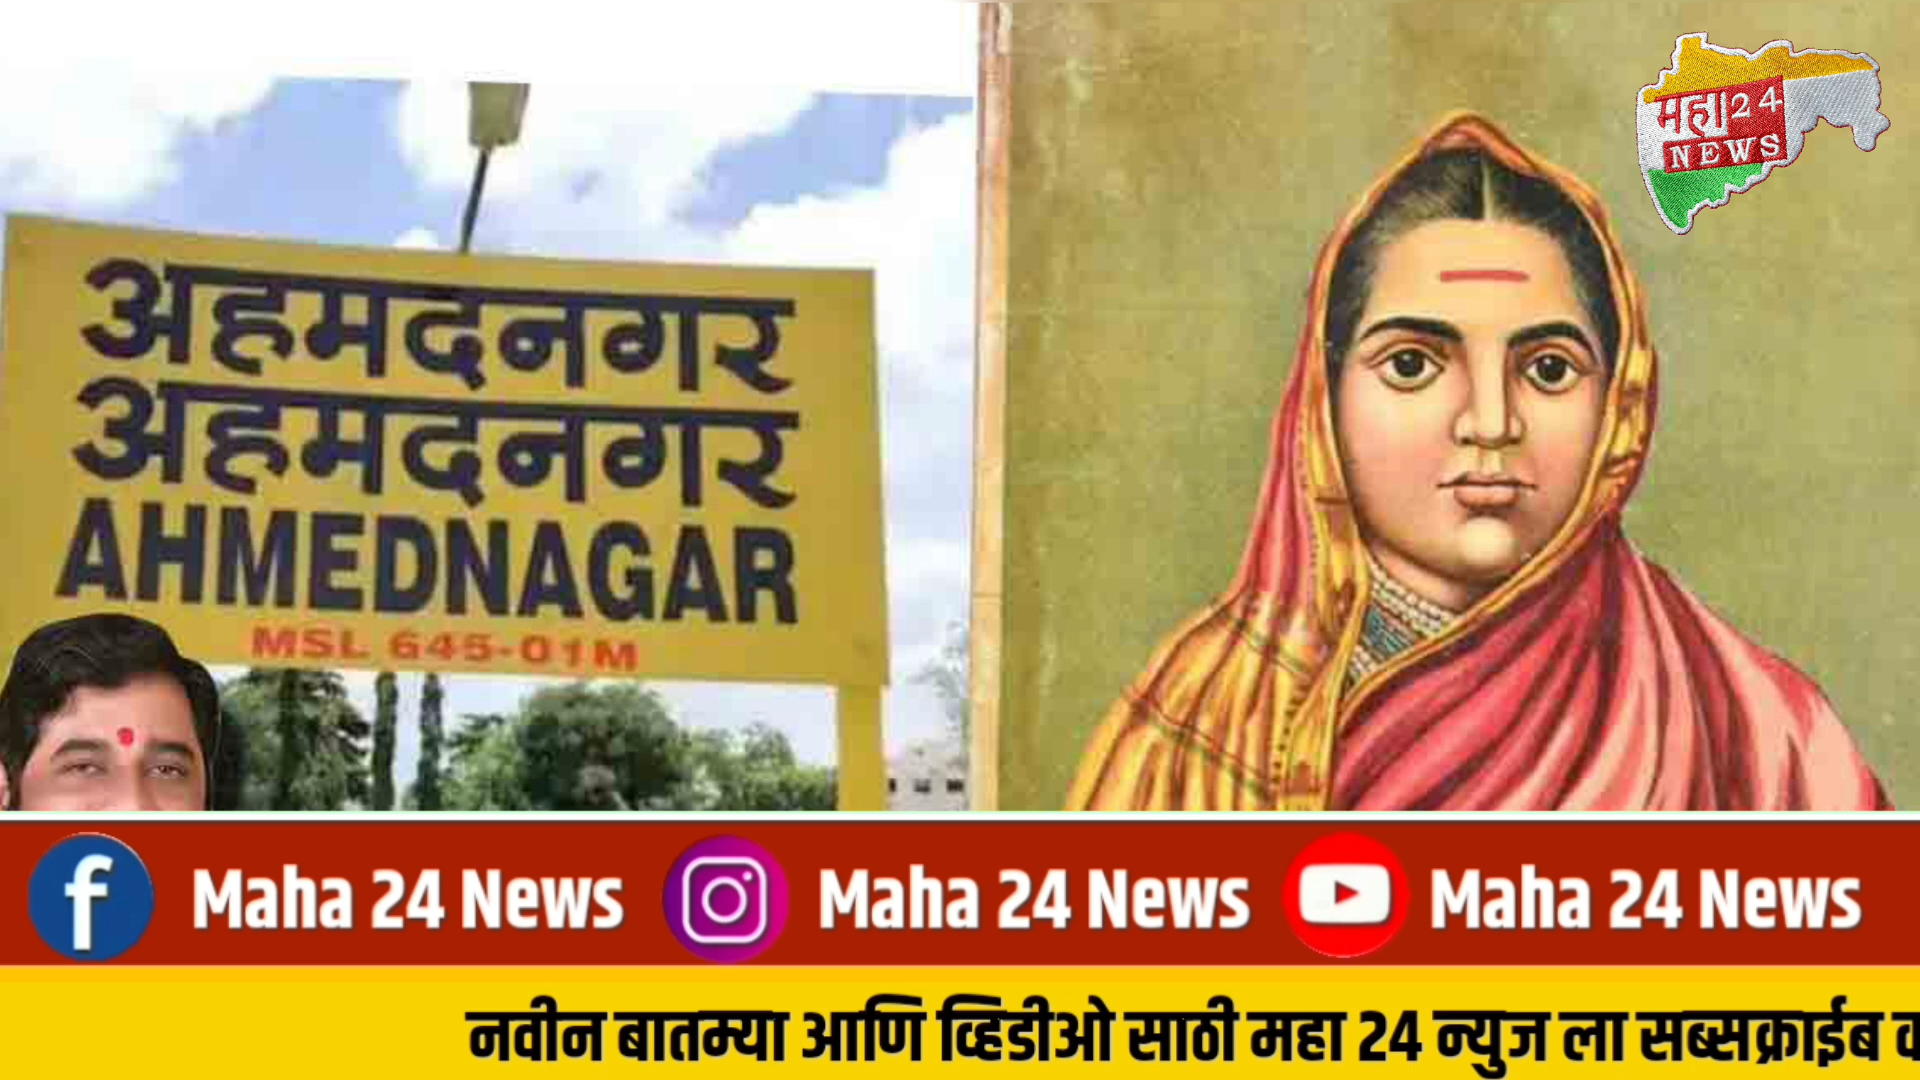 महा24
NEWS
अहमदनगर
अहमदनगर
AHMEDNAGAR
MSL 645-01M
Maha 24 News
Maha 24 News
Maha 24 News
नवीन बातम्या आणि व्हिडीओ साठी महा 24 न्युज ला सब्सक्राईब